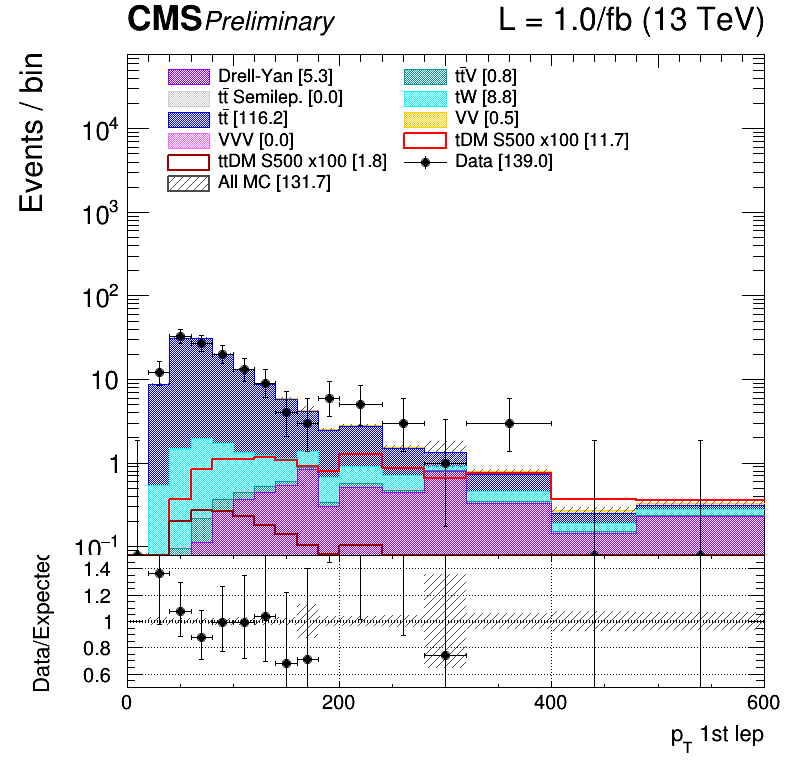 CMS Preliminary L = 1.0/fb (13 TeV)
Events / bin
Drell-Yan [5.3]
tt̄V [0.8]
tt̄ Semilep. [0.0]
tW [8.8]
tt̄ [116.2]
VV [0.5]
VVV [0.0]
tDM S500 x100 [11.7]
ttDM S500 x100 [1.8]
Data [139.0]
All MC [131.7]
10⁴
10³
10²
10
1
10⁻¹
Data/Expected
1.4
1.2
1
0.8
0.6
0 200 400 600
p_T 1st lep